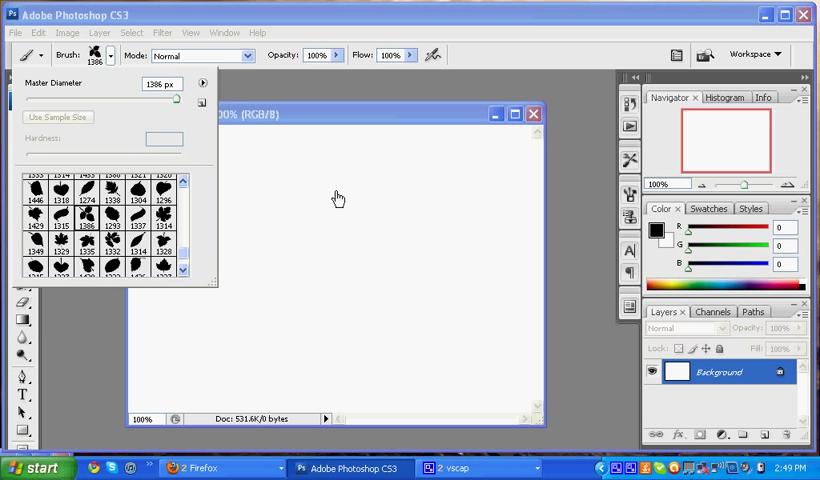 Adobe Photoshop CS3
File Edit Image Layer Select Filter View Window Help
Brush: 1386 Mode: Normal Opacity: 100% Flow: 100% Workspace
Master Diameter 1386 px
Use Sample Size
Hardness:
1446 1318 1274 1338 1304 1296
1429 1315 1386 1293 1337 1314
1349 1329 1335 1332 1314 1328
100% (RGB/8)
100% Doc: 531.6K/0 bytes
Navigator Histogram Info
100%
Color Swatches Styles
R 0
G 0
B 0
Layers Channels Paths
Normal Opacity: 100%
Lock: Fill: 100%
Background
start 2 Firefox Adobe Photoshop CS3 2 vscap 2:49 PM